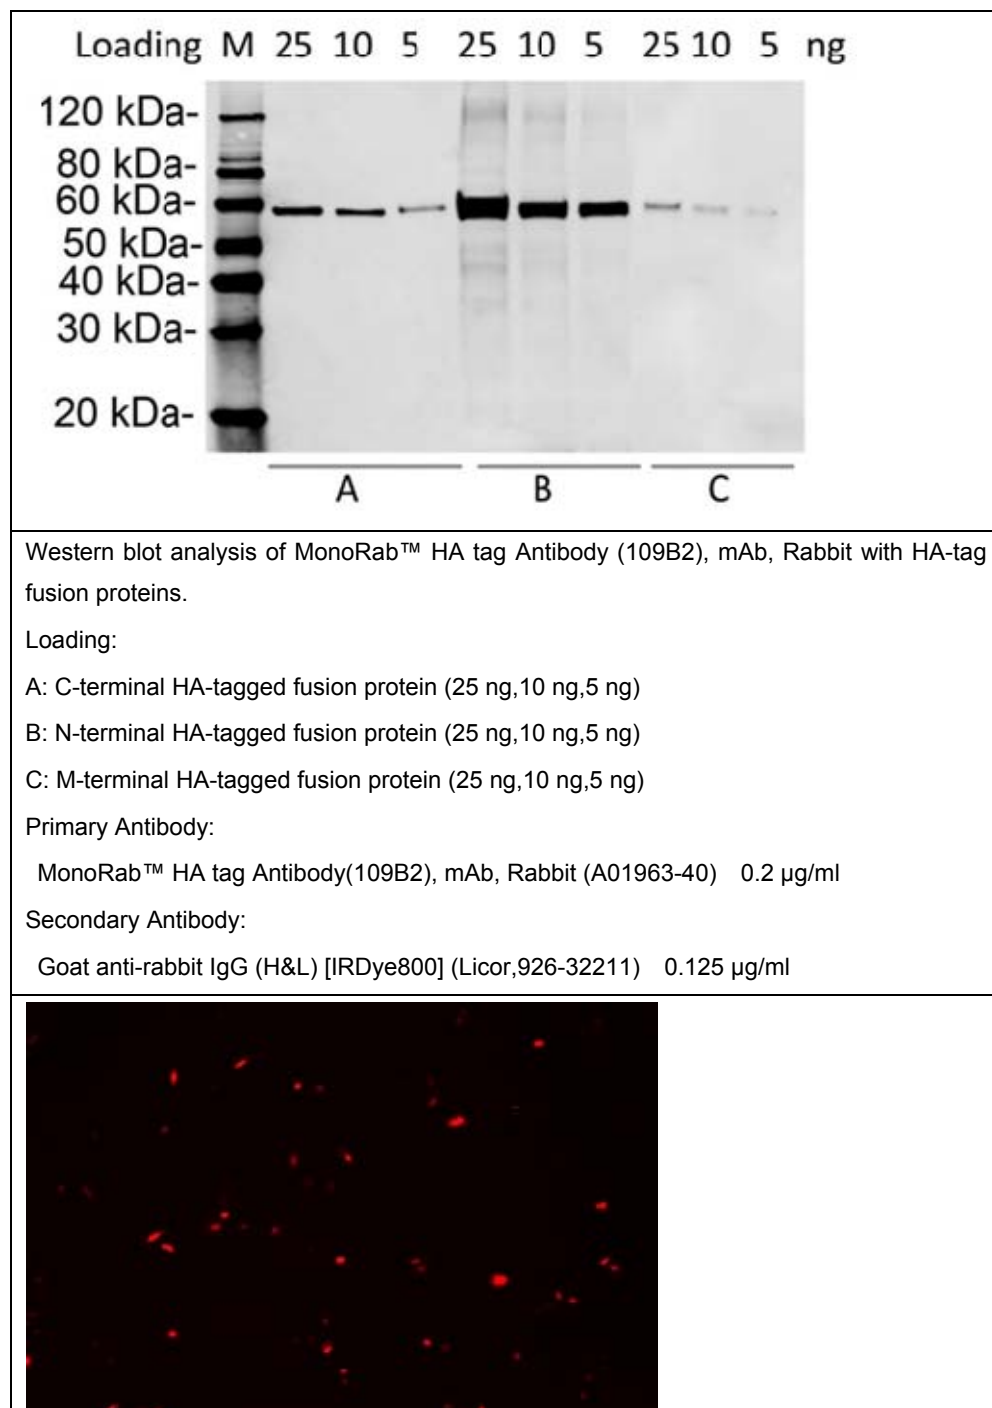 Loading M 25 10 5 25 10 5 25 10 5 ng
120 kDa-
80 kDa-
60 kDa-
50 kDa-
40 kDa-
30 kDa-
20 kDa-
A B C
Western blot analysis of MonoRab™ HA tag Antibody (109B2), mAb, Rabbit with HA-tag
fusion proteins.
Loading:
A: C-terminal HA-tagged fusion protein (25 ng,10 ng,5 ng)
B: N-terminal HA-tagged fusion protein (25 ng,10 ng,5 ng)
C: M-terminal HA-tagged fusion protein (25 ng,10 ng,5 ng)
Primary Antibody:
MonoRab™ HA tag Antibody(109B2), mAb, Rabbit (A01963-40) 0.2 μg/ml
Secondary Antibody:
Goat anti-rabbit IgG (H&L) [IRDye800] (Licor,926-32211) 0.125 μg/ml